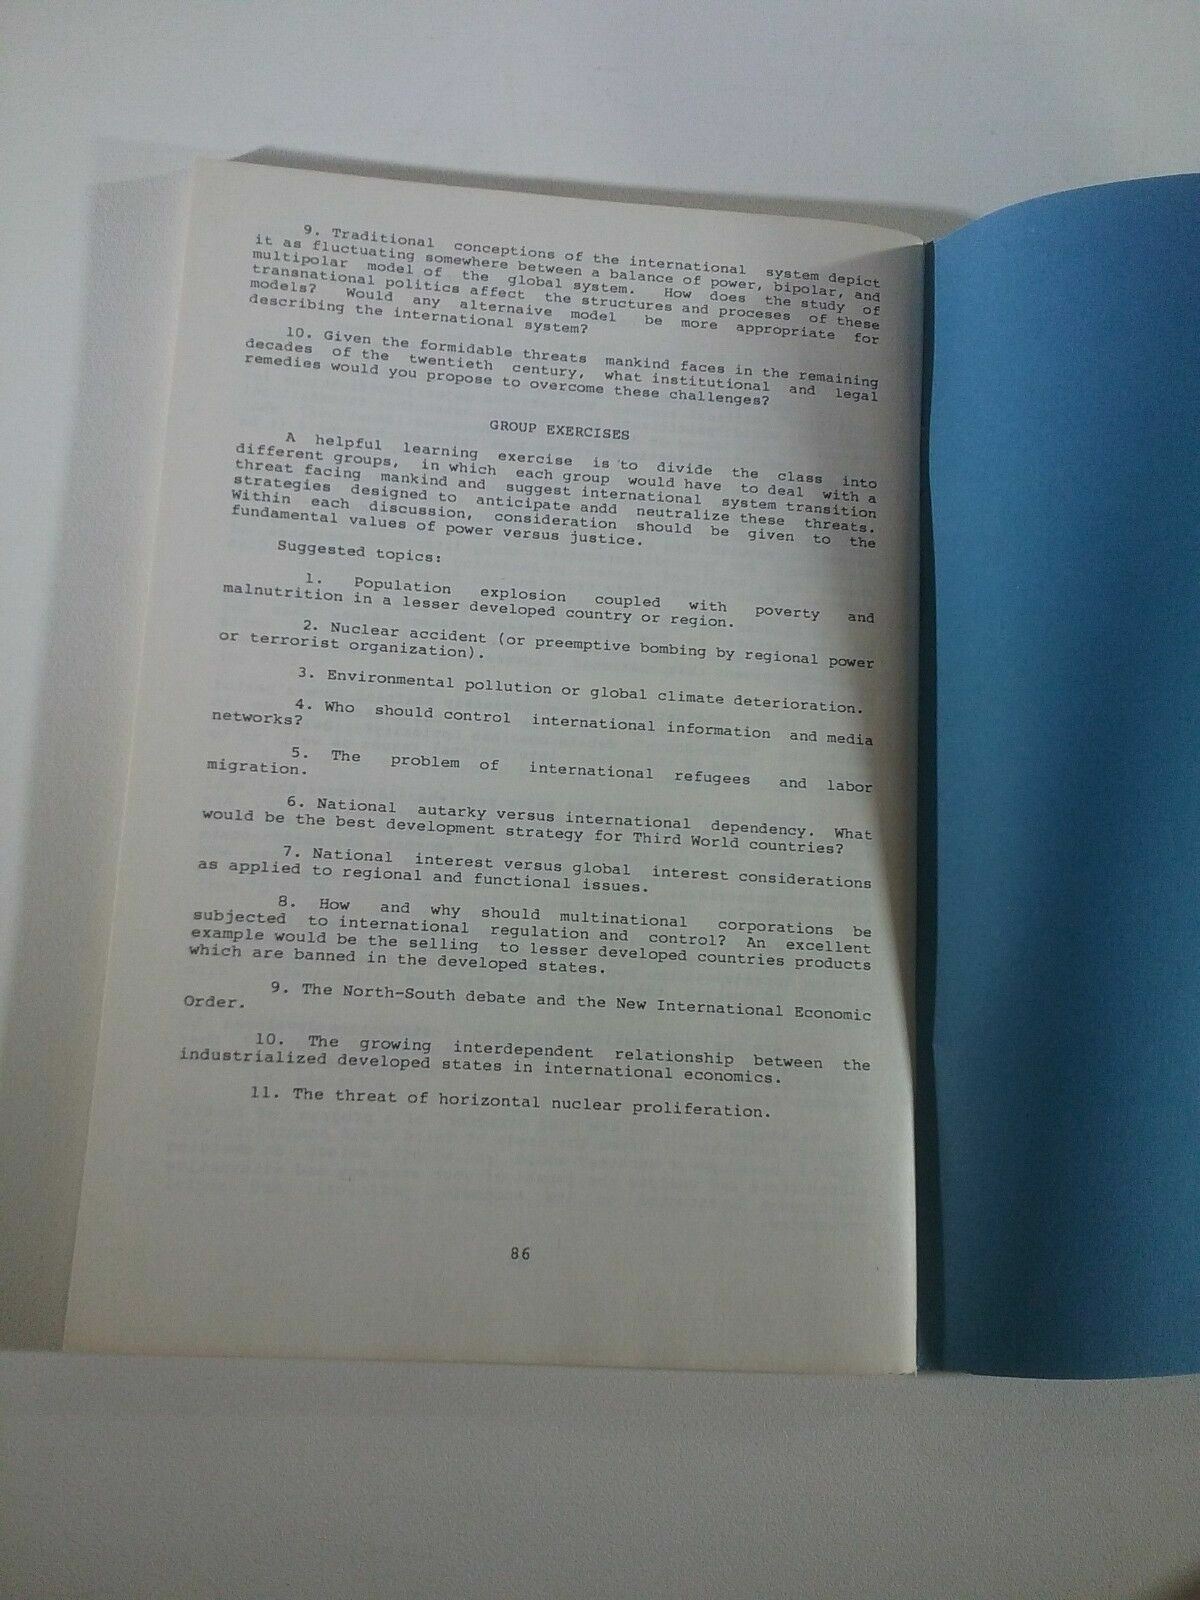 9. Traditional conceptions of the international system depict
it as fluctuating somewhere between a balance of power, bipolar, and
multipolar model of the global system. How does the study of
transnational politics affect the structures and proceses of these
models? Would any alternaive model be more appropriate for
describing the international system?
10. Given the formidable threats mankind faces in the remaining
decades of the twentieth century, what institutional and legal
remedies would you propose to overcome these challenges?
GROUP EXERCISES
A helpful learning exercise is to divide the class into
different groups, in which each group would have to deal with a
threat facing mankind and suggest international system transition
strategies designed to anticipate andd neutralize these threats.
Within each discussion, consideration should be given to the
fundamental values of power versus justice.
Suggested topics:
1. Population explosion coupled with poverty and
malnutrition in a lesser developed country or region.
2. Nuclear accident (or preemptive bombing by regional power
or terrorist organization).
3. Environmental pollution or global climate deterioration.
4. Who should control international information and media
networks?
5. The problem of international refugees and labor
migration.
6. National autarky versus international dependency. What
would be the best development strategy for Third World countries?
7. National interest versus global interest considerations
as applied to regional and functional issues.
8. How and why should multinational corporations be
subjected to international regulation and control? An excellent
example would be the selling to lesser developed countries products
which are banned in the developed states.
9. The North-South debate and the New International Economic
Order.
10. The growing interdependent relationship between the
industrialized developed states in international economics.
11. The threat of horizontal nuclear proliferation.
86